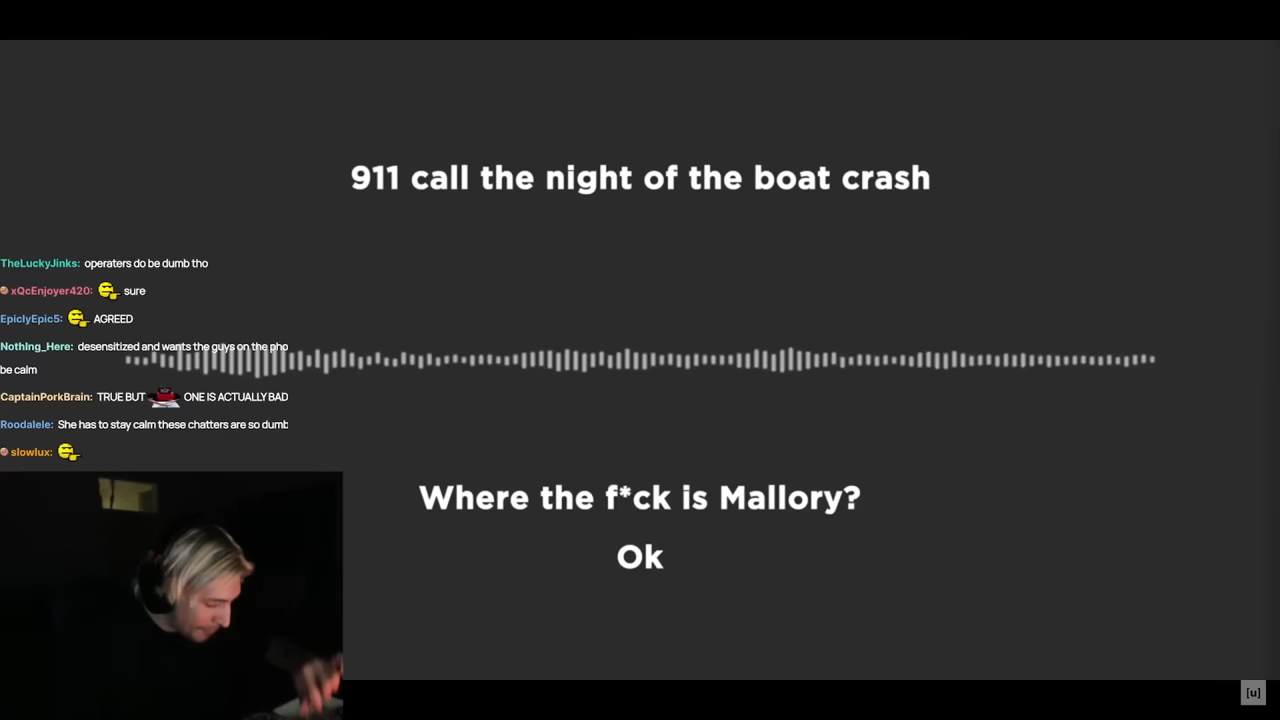 911 call the night of the boat crash
TheLuckyJinks: operaters do be dumb tho
xQcEnjoyer420: sure
EpiclyEpic5: AGREED
NothIng_Here: desensitized and wants the guys on the pho
be calm
CaptainPorkBrain: TRUE BUT ONE IS ACTUALLY BAD
Roodalele: She has to stay calm these chatters are so dumb
slowlux:
Where the f*ck is Mallory?
Ok
[u]